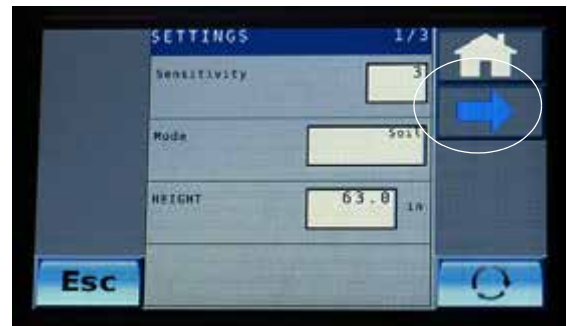 SETTINGS 1/3
Sensitivity 3
Mode Soil
HEIGHT 63.0 in
Esc